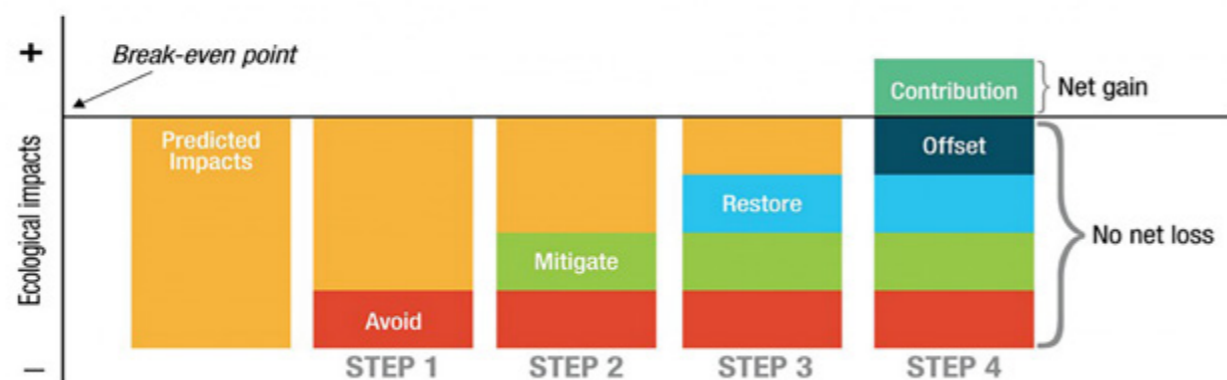 +
Break-even point
Contribution
Net gain
Ecological impacts
Predicted
Impacts
Offset
Restore
No net loss
Mitigate
Avoid
–
STEP 1
STEP 2
STEP 3
STEP 4